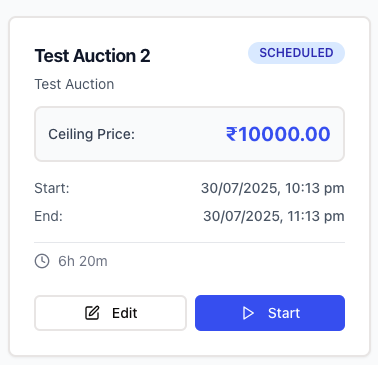 Test Auction 2
SCHEDULED
Test Auction
Ceiling Price: ₹10000.00
Start: 30/07/2025, 10:13 pm
End: 30/07/2025, 11:13 pm
6h 20m
Edit Start